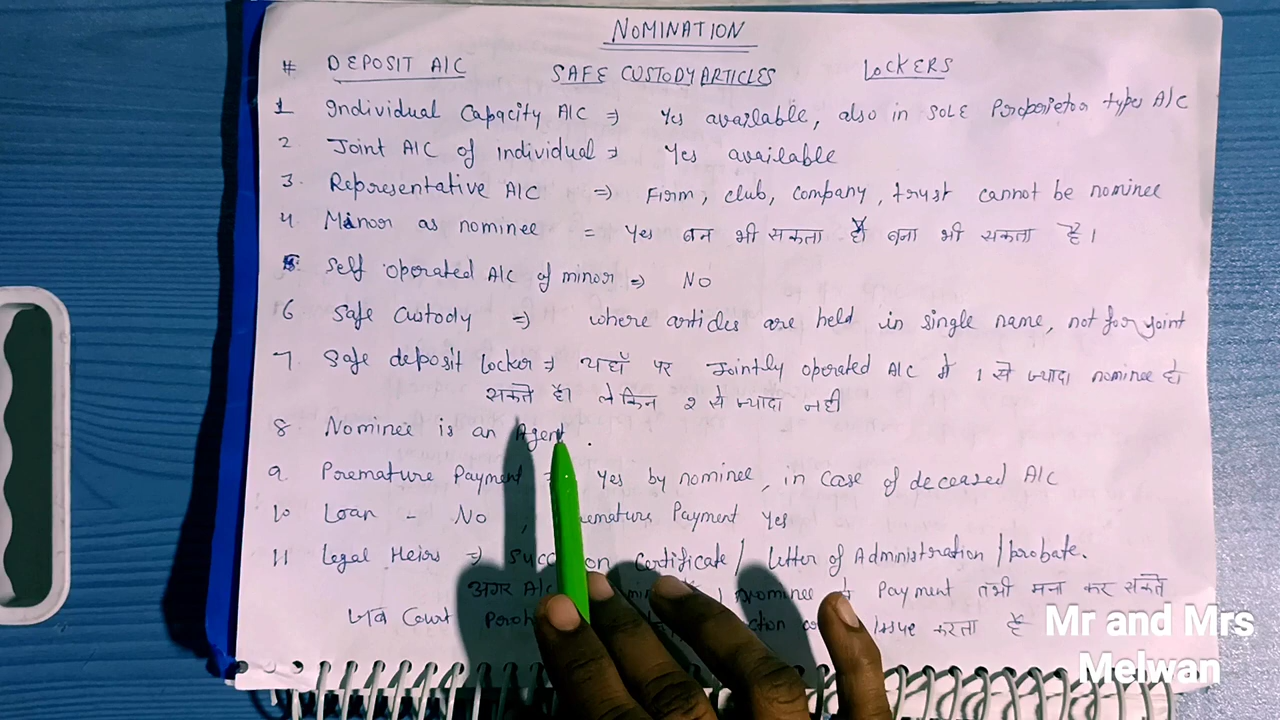 NOMINATION
# DEPOSIT A/C SAFE CUSTODY ARTICLES LOCKERS
1 Individual Capacity A/C ⇒ Yes available, also in SOLE Proporietor type A/C
2 Joint A/C of individual ⇒ Yes available
3. Representative A/C ⇒ Firm, club, company, trust cannot be nominee
4 Minor as nominee = Yes बन भी सकता है बना भी सकता है।
5 Self operated A/C of minor ⇒ NO
6 Safe Custody ⇒ where articles are held in single name, not for joint
7 Safe deposit locker ⇒ यहाँ पर Jointly operated A/C में 1 से ज्यादा nominee हो
सकते है। लेकिन 2 से ज्यादा नही
8 Nominee is an Agent.
9. Premature Payment Yes by nominee, in case of deceased A/C
10 Loan - No, Payment Yes
11 Legal Heirs ⇒ Certificate / Letter of Administration / probate.
अगर A/C Payment तभी मना कर सकते
जब Court issue करता है
Mr and Mrs
Melwan